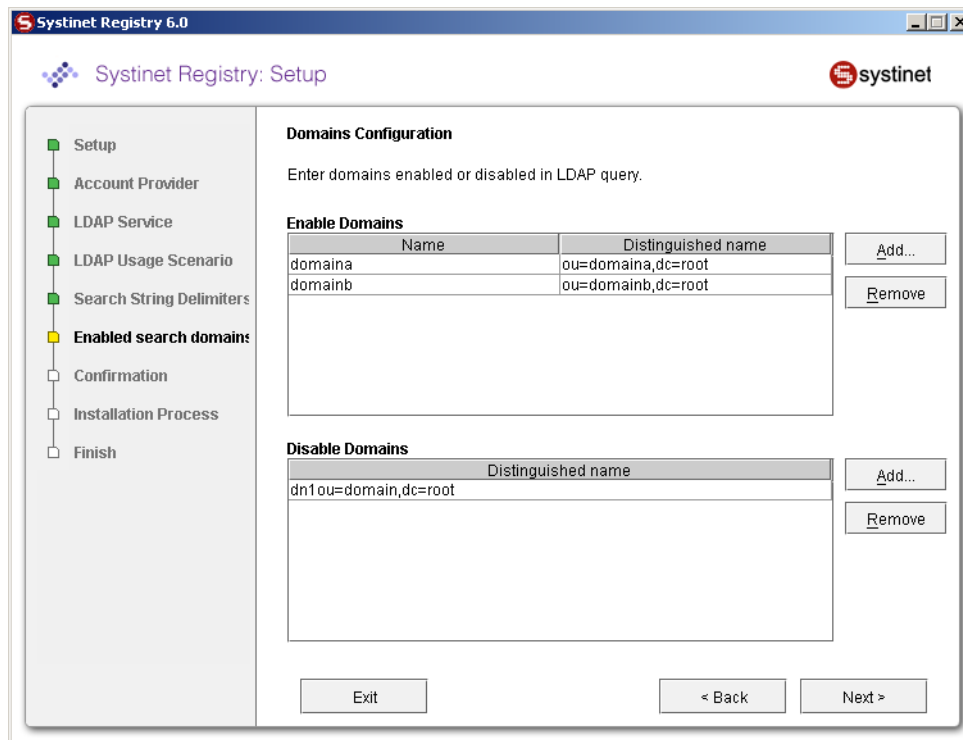 Systinet Registry 6.0
Systinet Registry: Setup
systinet
Setup
Account Provider
LDAP Service
LDAP Usage Scenario
Search String Delimiters
Enabled search domains
Confirmation
Installation Process
Finish
Domains Configuration
Enter domains enabled or disabled in LDAP query.
Enable Domains
Name Distinguished name
domaina ou=domaina,dc=root
domainb ou=domainb,dc=root
Add...
Remove
Disable Domains
Distinguished name
dn1ou=domain,dc=root
Add...
Remove
Exit
< Back
Next >